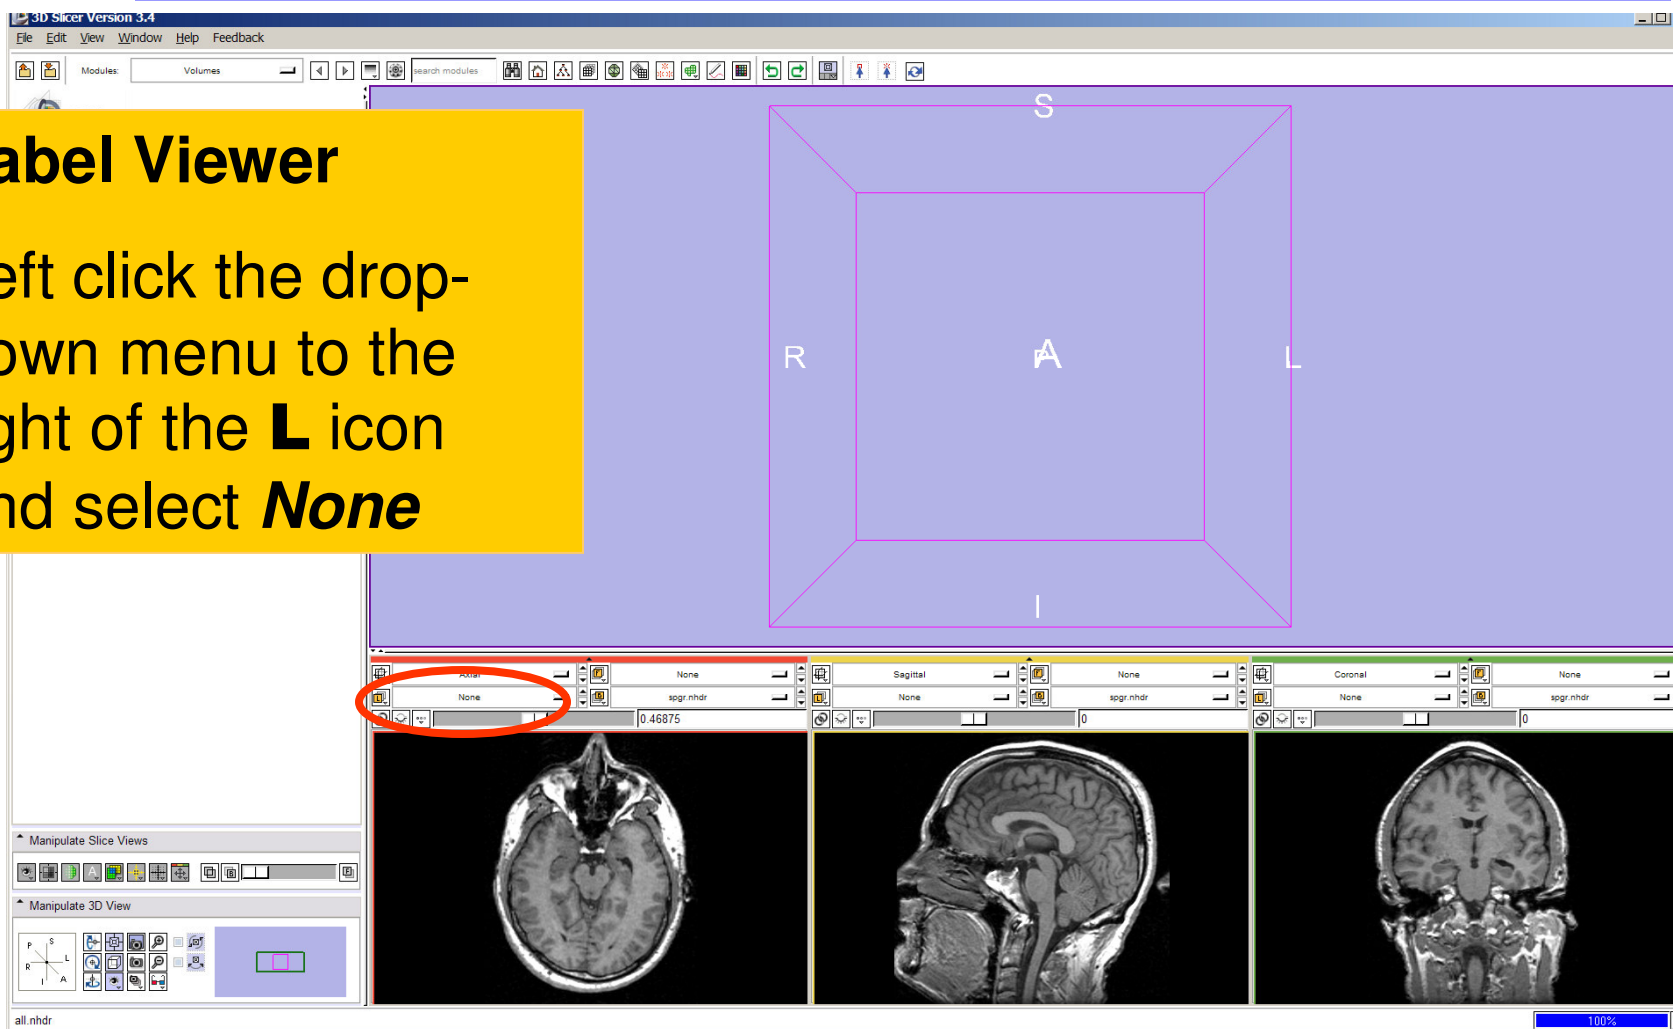 3D Slicer Version 3.4
File Edit View Window Help Feedback
Modules: Volumes search modules
abel Viewer
eft click the drop-
own menu to the
ght of the L icon
nd select None
S
R P A L
I
Axial None Sagittal None Coronal None
None spgr.nhdr None spgr.nhdr None spgr.nhdr
0.46875 0 0
Manipulate Slice Views
Manipulate 3D View
P S
R L
I A
all.nhdr 100%